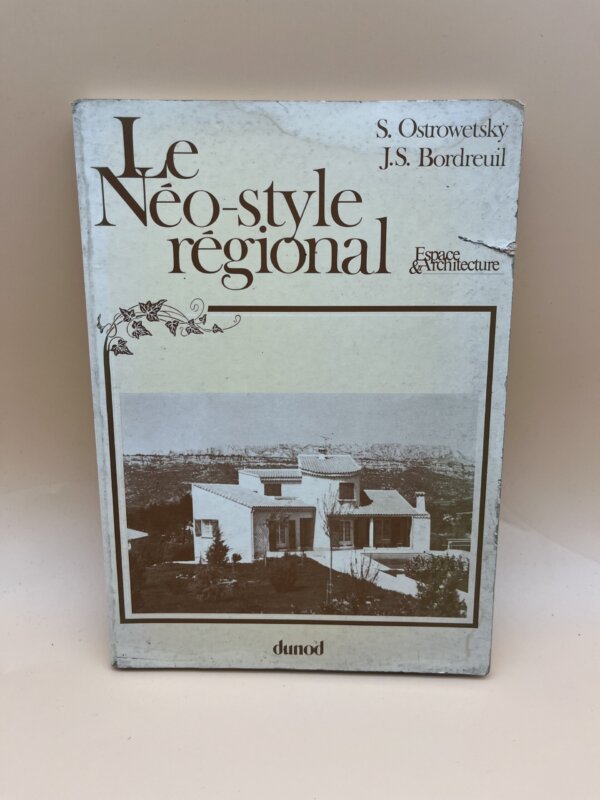 S. Ostrowetsky
J.S. Bordreuil
Le
Néo-style
régional
Espace
& Architecture
dunod